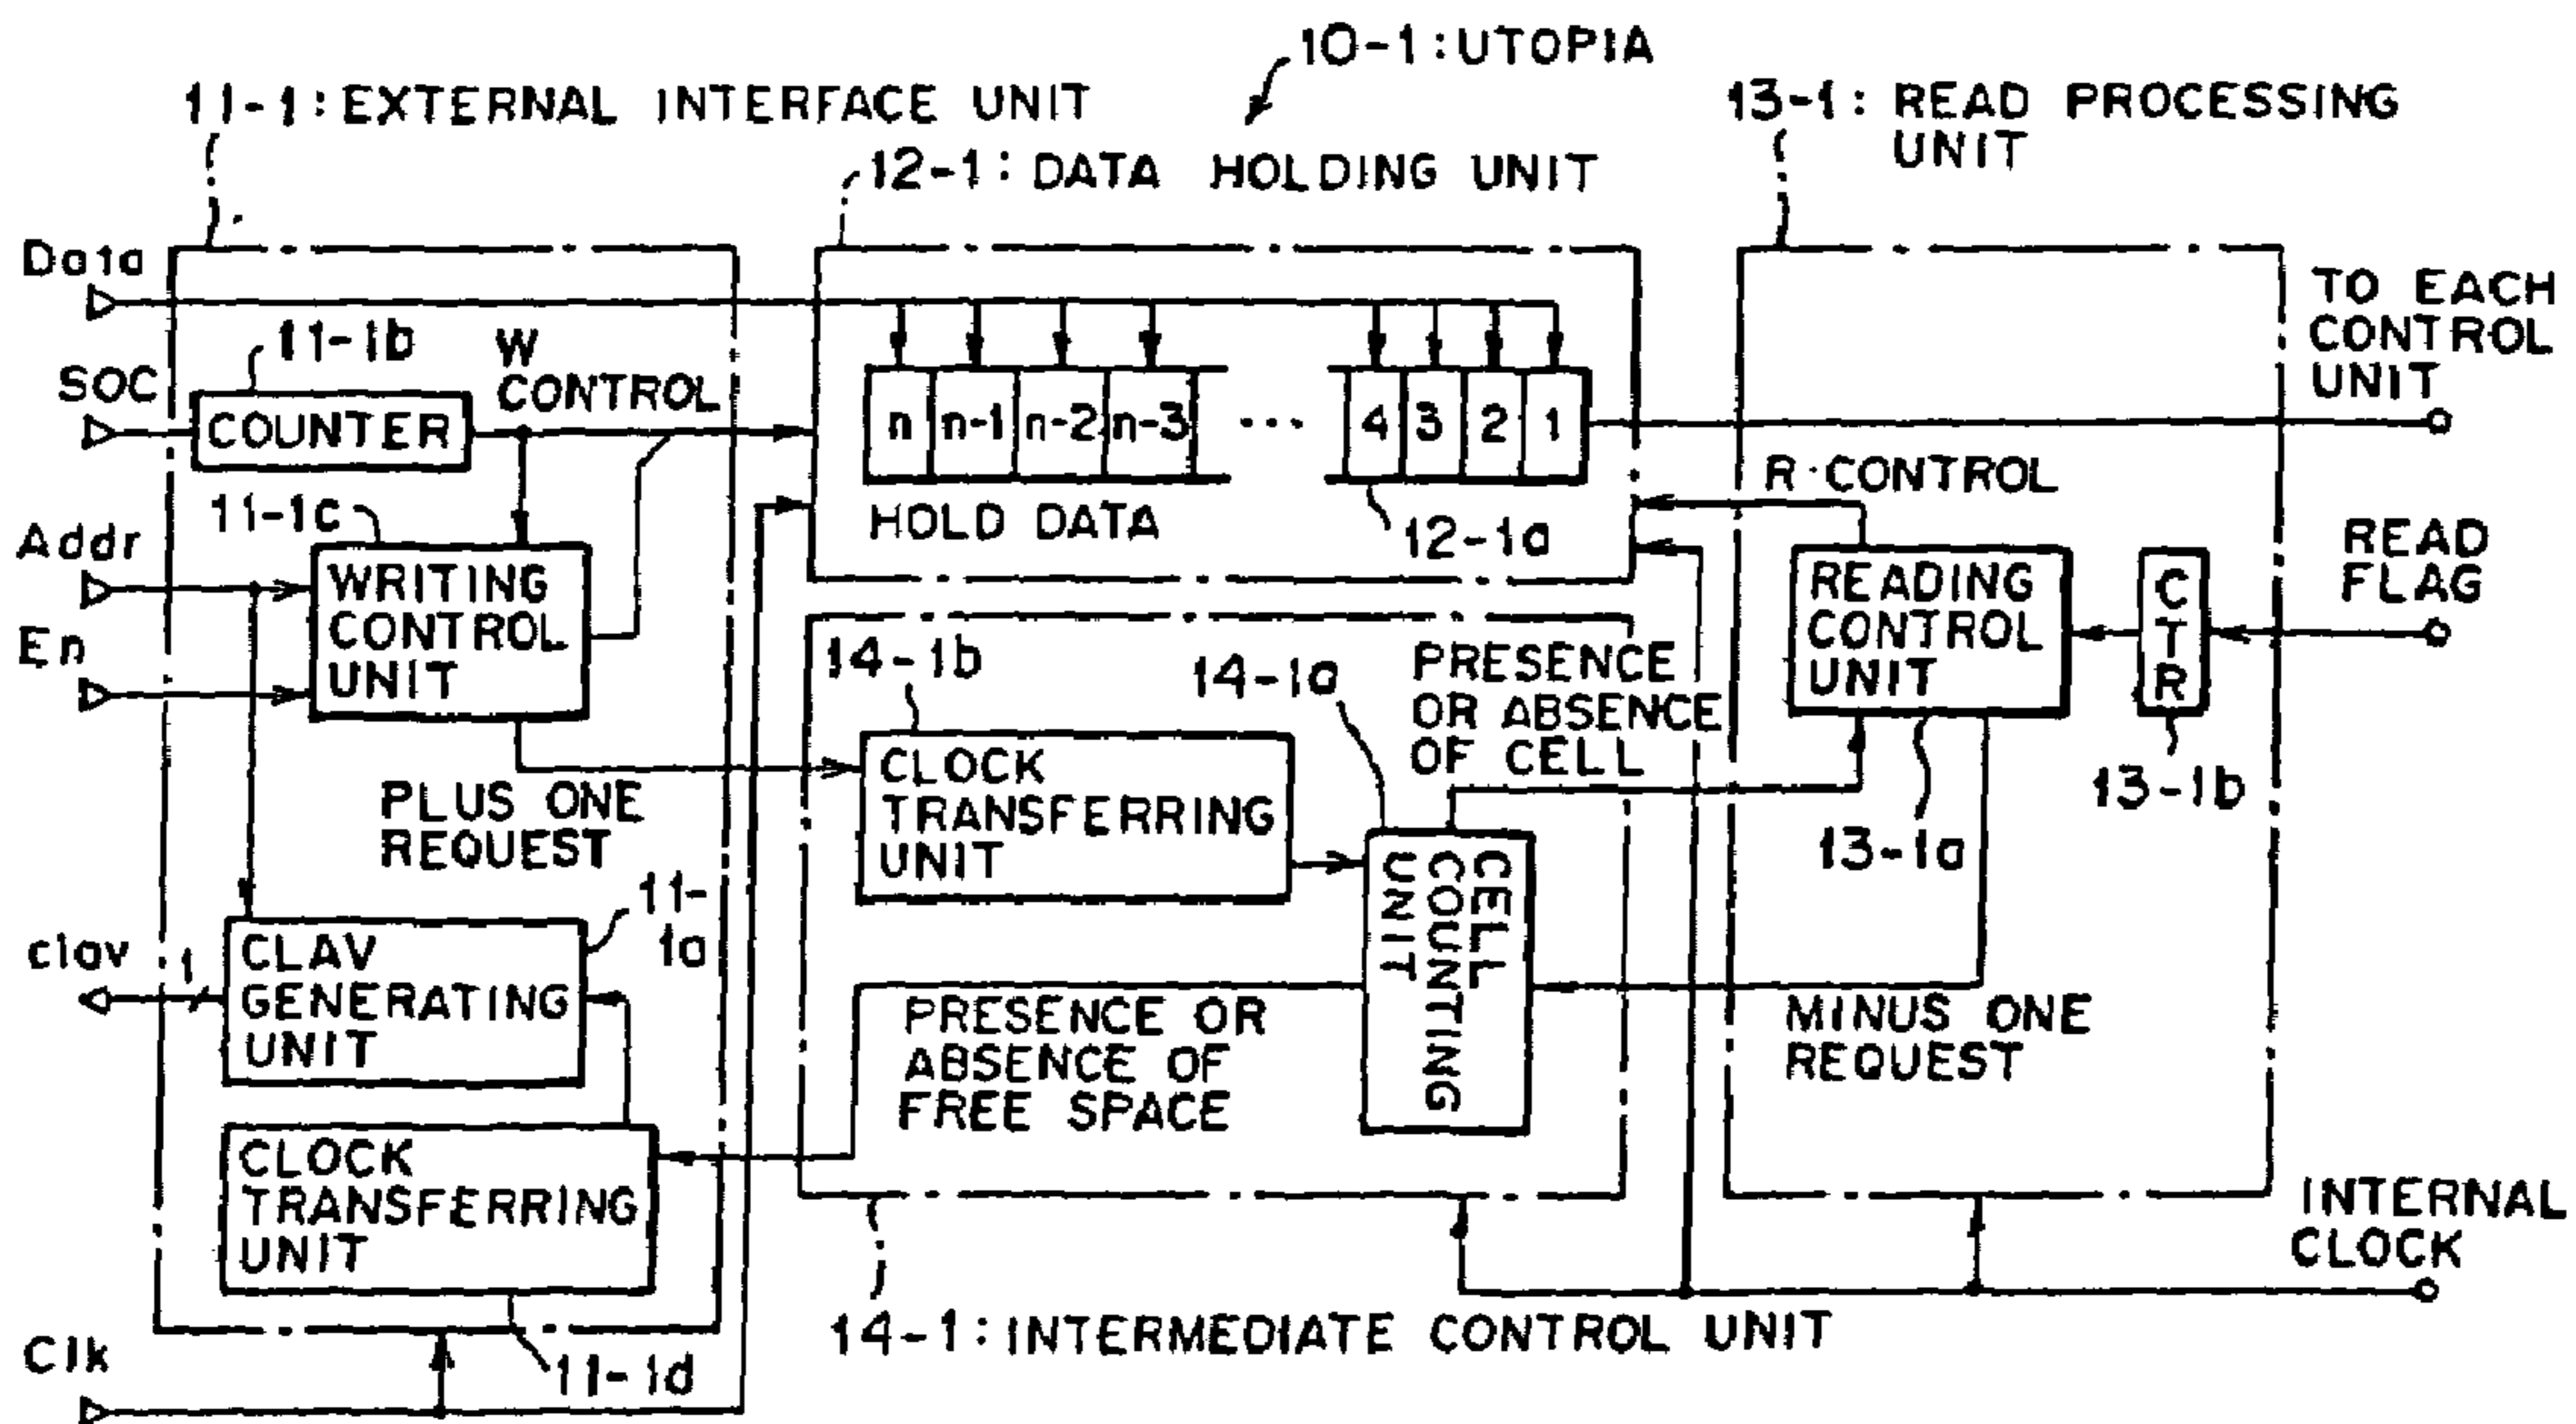 10-1:UTOPIA
11-1:EXTERNAL INTERFACE UNIT
12-1: DATA HOLDING UNIT
13-1: READ PROCESSING
UNIT
Data
SOC
Addr
En
clav
Clk
11-1b
COUNTER
W
CONTROL
11-1c
WRITING
CONTROL
UNIT
PLUS ONE
REQUEST
11-
1a
1
CLAV
GENERATING
UNIT
CLOCK
TRANSFERRING
UNIT
11-1d
n n-1 n-2 n-3 ... 4 3 2 1
HOLD DATA
12-1a
14-1b
CLOCK
TRANSFERRING
UNIT
14-1a
CELL
COUNTING
UNIT
PRESENCE
OR ABSENCE
OF CELL
PRESENCE OR
ABSENCE OF
FREE SPACE
14-1:INTERMEDIATE CONTROL UNIT
R·CONTROL
READING
CONTROL
UNIT
CTR
13-1a
13-1b
MINUS ONE
REQUEST
TO EACH
CONTROL
UNIT
READ
FLAG
INTERNAL
CLOCK